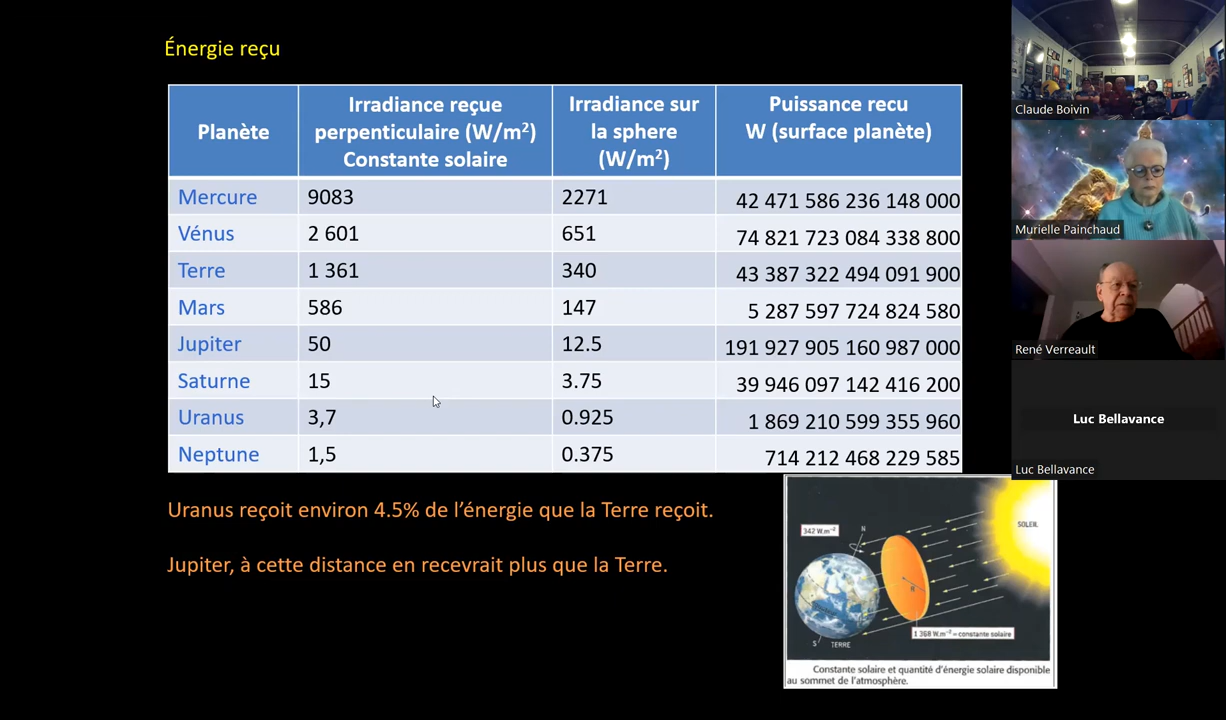 Énergie reçu
Planète
Irradiance reçue
perpenticulaire (W/m²)
Constante solaire
Irradiance sur
la sphere
(W/m²)
Puissance recu
W (surface planète)
Mercure 9083 2271 42 471 586 236 148 000
Vénus 2 601 651 74 821 723 084 338 800
Terre 1 361 340 43 387 322 494 091 900
Mars 586 147 5 287 597 724 824 580
Jupiter 50 12.5 191 927 905 160 987 000
Saturne 15 3.75 39 946 097 142 416 200
Uranus 3,7 0.925 1 869 210 599 355 960
Neptune 1,5 0.375 714 212 468 229 585
Uranus reçoit environ 4.5% de l'énergie que la Terre reçoit.
Jupiter, à cette distance en recevrait plus que la Terre.
342 W.m⁻²
N
SOLEIL
R
1 368 W.m⁻² = constante solaire
S
TERRE
Constante solaire et quantité d'énergie solaire disponible
au sommet de l'atmosphère.
Claude Boivin
Murielle Painchaud
René Verreault
Luc Bellavance
Luc Bellavance